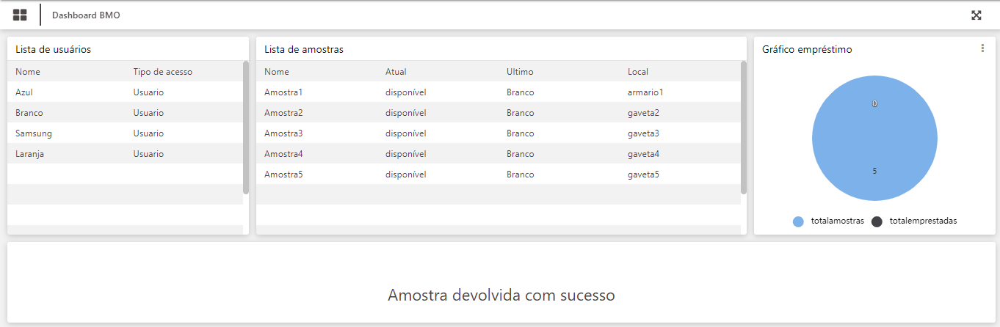 Dashboard BMO
Lista de usuários
Nome Tipo de acesso
Azul Usuario
Branco Usuario
Samsung Usuario
Laranja Usuario
Lista de amostras
Nome Atual Ultimo Local
Amostra1 disponível Branco armario1
Amostra2 disponível Branco gaveta2
Amostra3 disponível Branco gaveta3
Amostra4 disponível Branco gaveta4
Amostra5 disponível Branco gaveta5
Gráfico empréstimo
0
5
totalamostras totalemprestadas
Amostra devolvida com sucesso